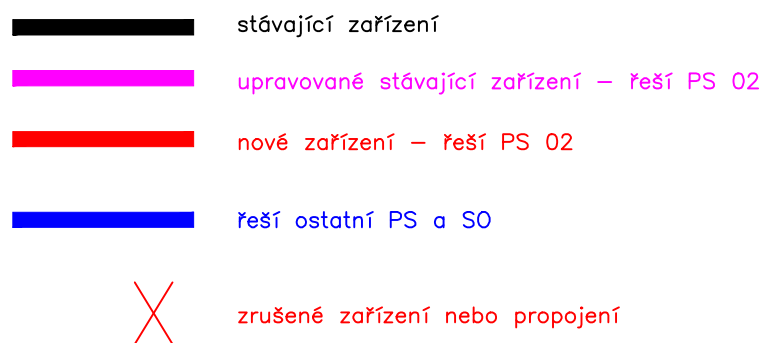 stávající zařízení
upravované stávající zařízení – řeší PS 02
nové zařízení – řeší PS 02
řeší ostatní PS a SO
zrušené zařízení nebo propojení